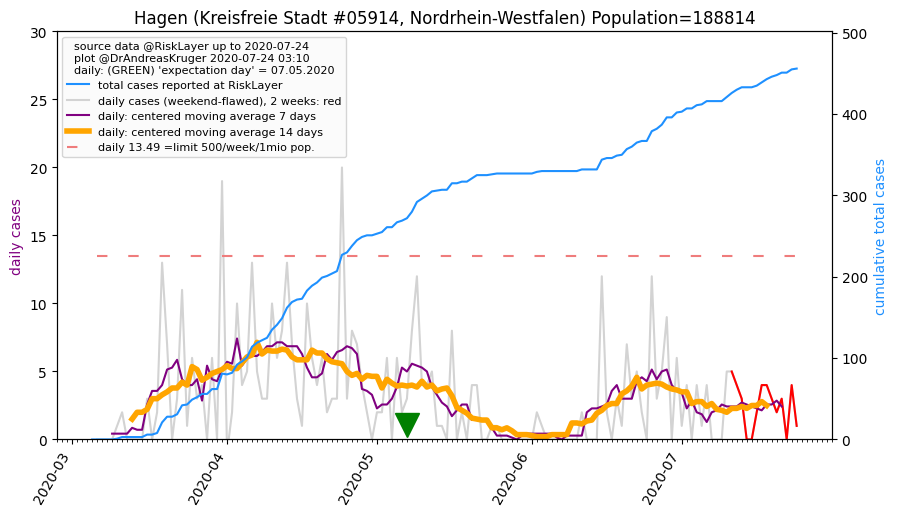 Hagen (Kreisfreie Stadt #05914, Nordrhein-Westfalen) Population=188814
source data @RiskLayer up to 2020-07-24
plot @DrAndreasKruger 2020-07-24 03:10
daily: (GREEN) 'expectation day' = 07.05.2020
total cases reported at RiskLayer
daily cases (weekend-flawed), 2 weeks: red
daily: centered moving average 7 days
daily: centered moving average 14 days
daily 13.49 =limit 500/week/1mio pop.
daily cases
30
25
20
15
10
5
0
cumulative total cases
500
400
300
200
100
0
2020-03
2020-04
2020-05
2020-06
2020-07